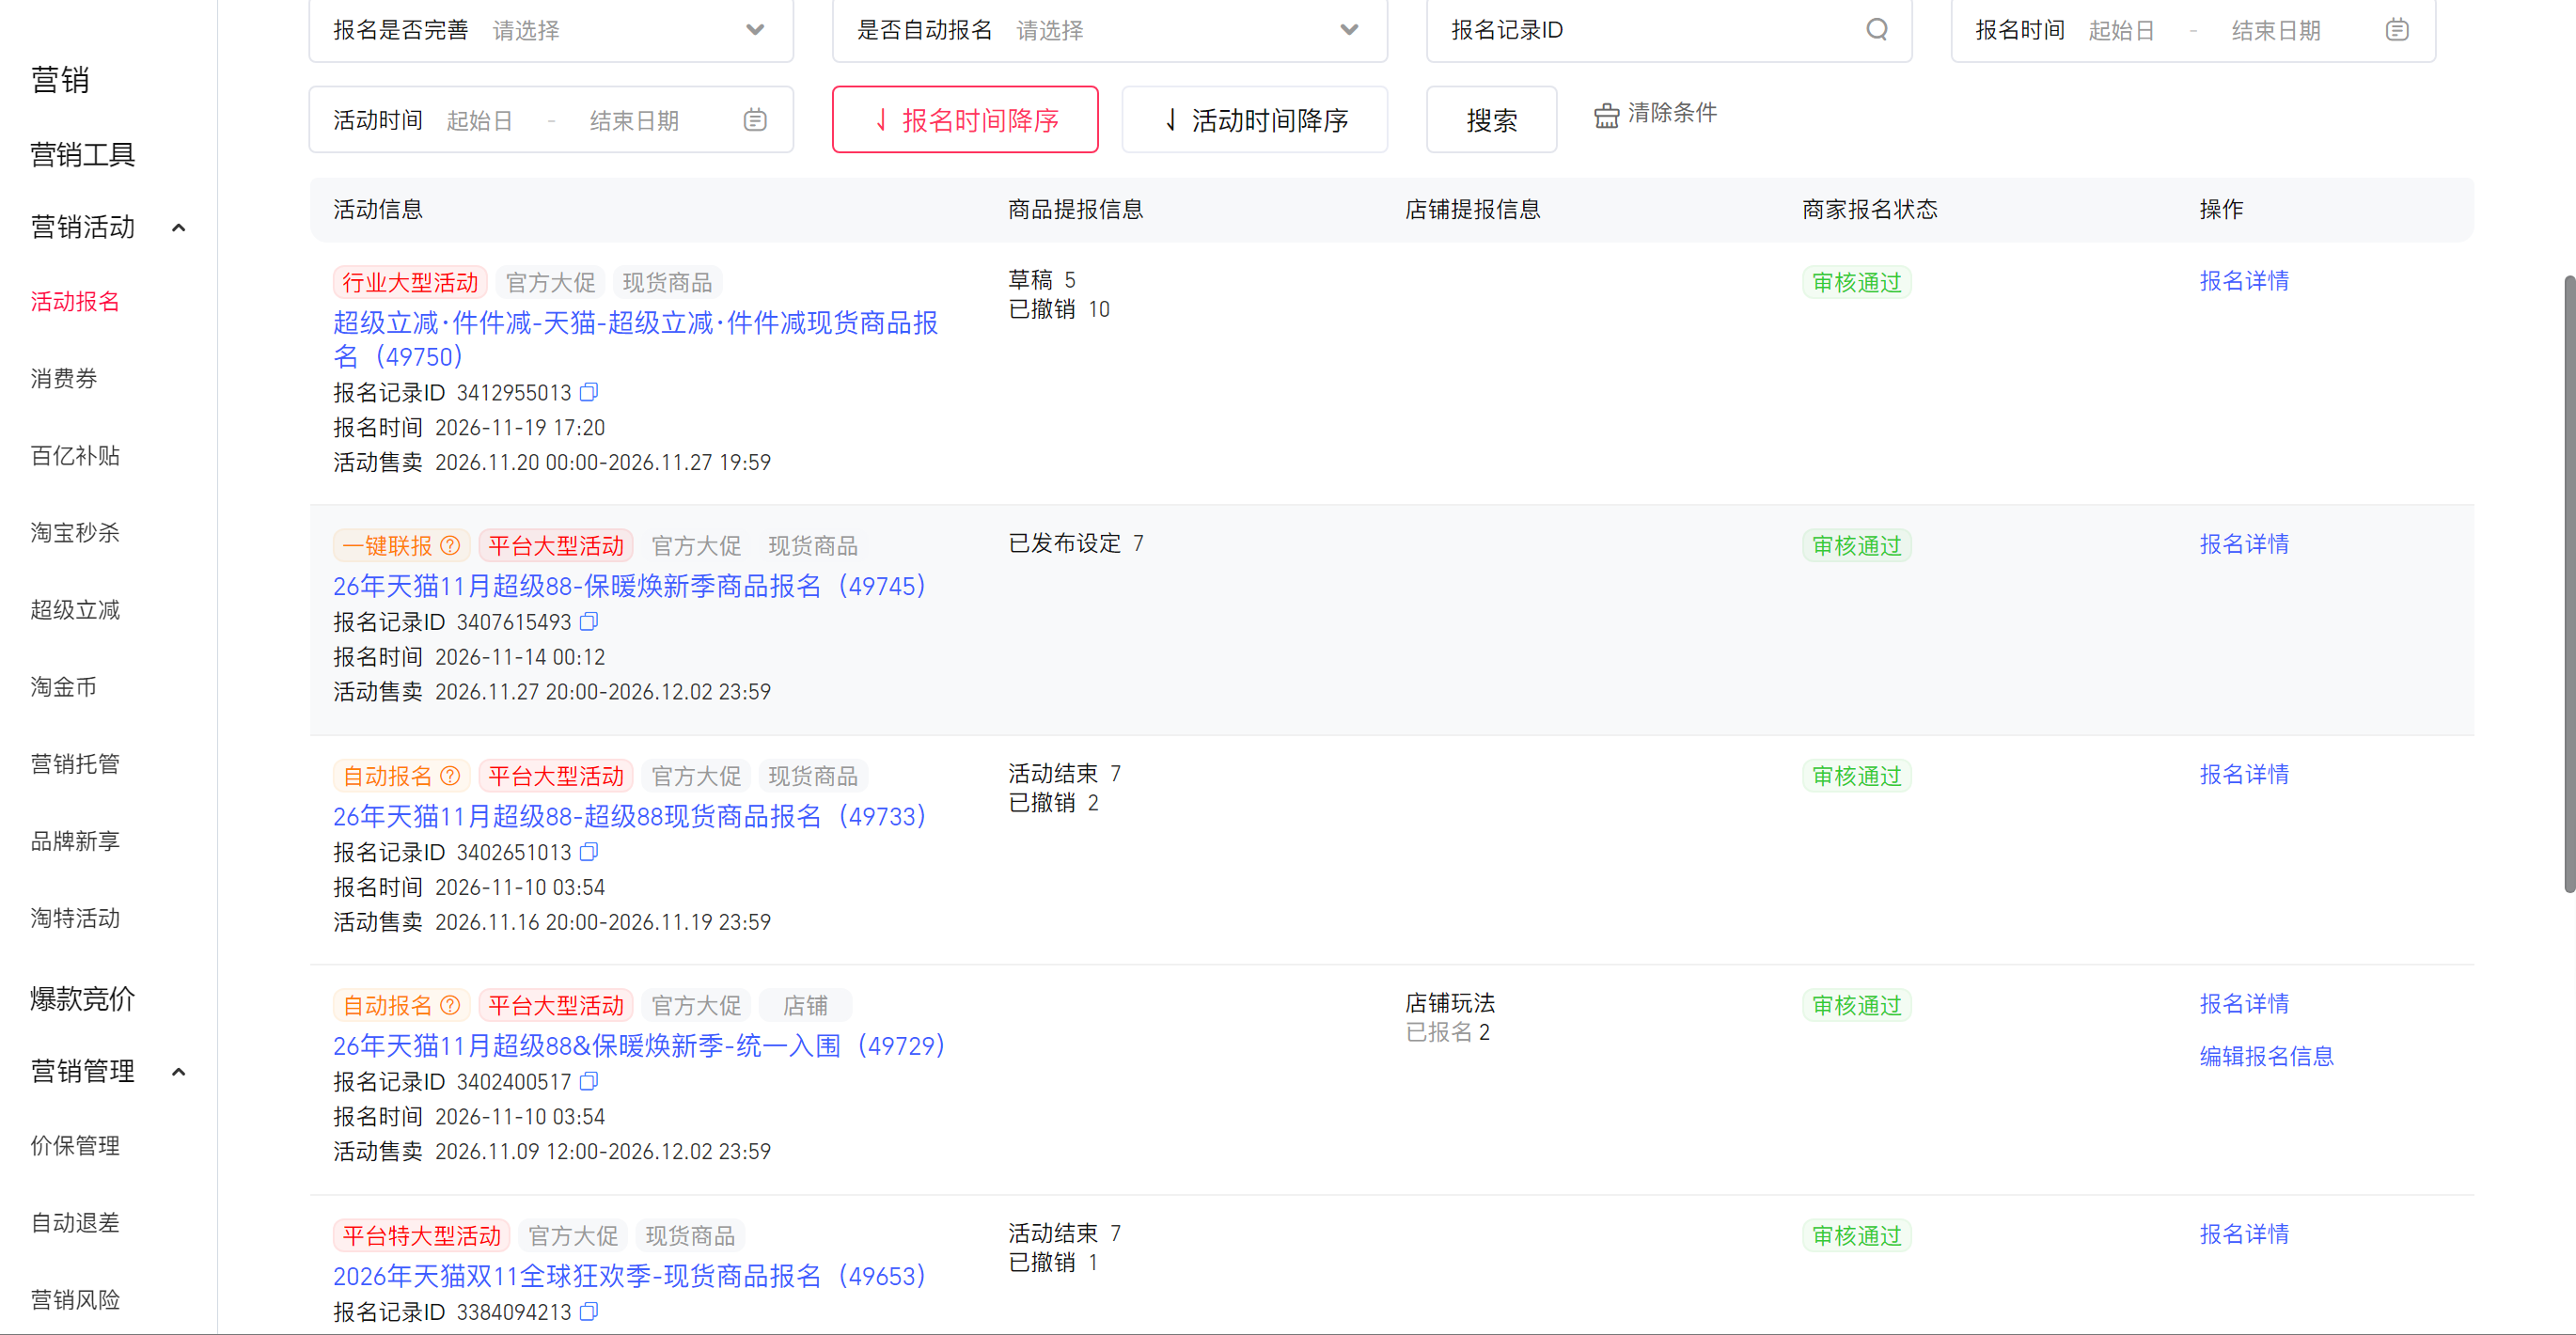 营销
营销工具
营销活动
活动报名
消费券
百亿补贴
淘宝秒杀
超级立减
淘金币
营销托管
品牌新享
淘特活动
爆款竞价
营销管理
价保管理
自动退差
营销风险
报名是否完善 请选择
是否自动报名 请选择
报名记录ID
报名时间 起始日 - 结束日期
活动时间 起始日 - 结束日期
报名时间降序
活动时间降序
搜索
清除条件
活动信息 商品提报信息 店铺提报信息 商家报名状态 操作
行业大型活动 官方大促 现货商品
超级立减·件件减-天猫-超级立减·件件减现货商品报
名（49750）
报名记录ID 3412955013
报名时间 2026-11-19 17:20
活动售卖 2026.11.20 00:00-2026.11.27 19:59
草稿 5
已撤销 10
审核通过
报名详情
一键联报 平台大型活动 官方大促 现货商品
26年天猫11月超级88-保暖焕新季商品报名（49745）
报名记录ID 3407615493
报名时间 2026-11-14 00:12
活动售卖 2026.11.27 20:00-2026.12.02 23:59
已发布设定 7
审核通过
报名详情
自动报名 平台大型活动 官方大促 现货商品
26年天猫11月超级88-超级88现货商品报名（49733）
报名记录ID 3402651013
报名时间 2026-11-10 03:54
活动售卖 2026.11.16 20:00-2026.11.19 23:59
活动结束 7
已撤销 2
审核通过
报名详情
自动报名 平台大型活动 官方大促 店铺
26年天猫11月超级88&保暖焕新季-统一入围（49729）
报名记录ID 3402400517
报名时间 2026-11-10 03:54
活动售卖 2026.11.09 12:00-2026.12.02 23:59
店铺玩法
已报名 2
审核通过
报名详情
编辑报名信息
平台特大型活动 官方大促 现货商品
2026年天猫双11全球狂欢季-现货商品报名（49653）
报名记录ID 3384094213
活动结束 7
已撤销 1
审核通过
报名详情